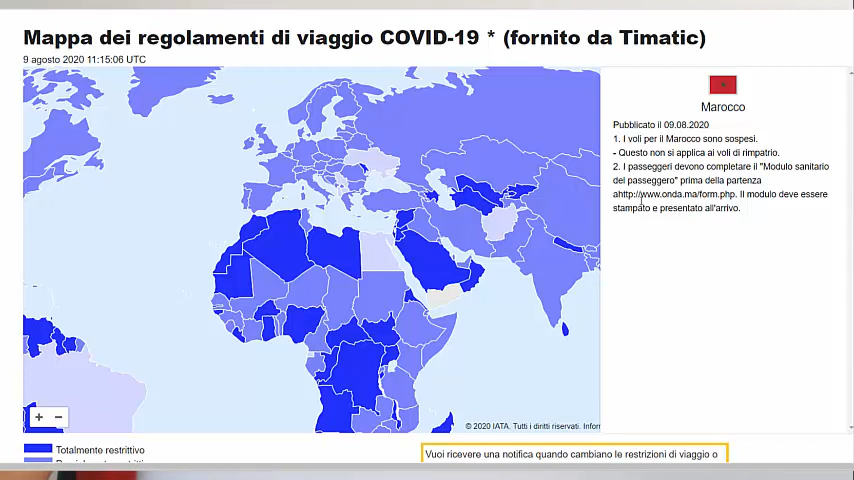 Mappa dei regolamenti di viaggio COVID-19 * (fornito da Timatic)
9 agosto 2020 11:15:06 UTC
Marocco
Pubblicato il 09.08.2020
1. I voli per il Marocco sono sospesi.
- Questo non si applica ai voli di rimpatrio.
2. I passeggeri devono completare il "Modulo sanitario
del passeggero" prima della partenza
ahttp://www.onda.ma/form.php. Il modulo deve essere
stampato e presentato all'arrivo.
+ −
© 2020 IATA. Tutti i diritti riservati. Infor
Totalmente restrittivo
Vuoi ricevere una notifica quando cambiano le restrizioni di viaggio o